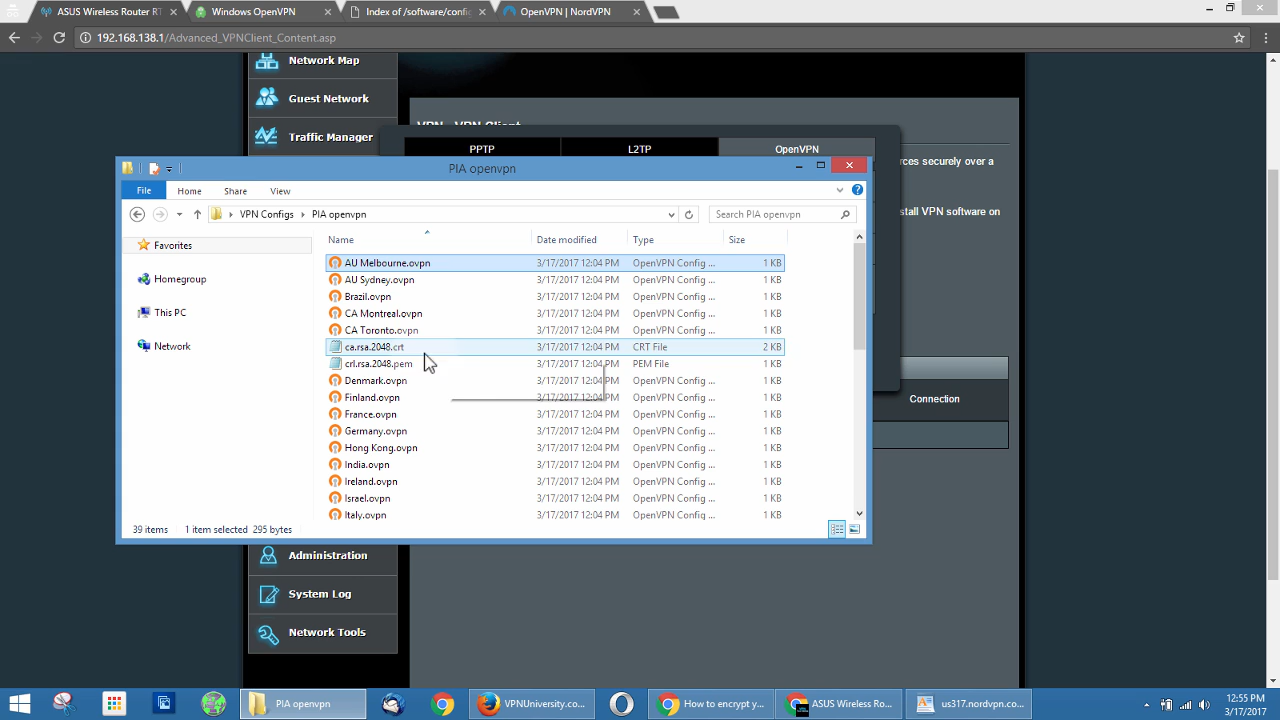 ASUS Wireless Router RT
Windows OpenVPN
Index of /software/config
OpenVPN | NordVPN
192.168.138.1/Advanced_VPNClient_Content.asp
Network Map
Guest Network
Traffic Manager
VPN - VPN Client
PPTP
L2TP
OpenVPN
rces securely over a
stall VPN software on
PIA openvpn
File
Home
Share
View
VPN Configs
PIA openvpn
Search PIA openvpn
Name
Date modified
Type
Size
Favorites
Homegroup
This PC
Network
AU Melbourne.ovpn 3/17/2017 12:04 PM OpenVPN Config ... 1 KB
AU Sydney.ovpn 3/17/2017 12:04 PM OpenVPN Config ... 1 KB
Brazil.ovpn 3/17/2017 12:04 PM OpenVPN Config ... 1 KB
CA Montreal.ovpn 3/17/2017 12:04 PM OpenVPN Config ... 1 KB
CA Toronto.ovpn 3/17/2017 12:04 PM OpenVPN Config ... 1 KB
ca.rsa.2048.crt 3/17/2017 12:04 PM CRT File 2 KB
crl.rsa.2048.pem 3/17/2017 12:04 PM PEM File 1 KB
Denmark.ovpn 3/17/2017 12:04 PM OpenVPN Config ... 1 KB
Finland.ovpn 3/17/2017 12:04 PM OpenVPN Config ... 1 KB
France.ovpn 3/17/2017 12:04 PM OpenVPN Config ... 1 KB
Germany.ovpn 3/17/2017 12:04 PM OpenVPN Config ... 1 KB
Hong Kong.ovpn 3/17/2017 12:04 PM OpenVPN Config ... 1 KB
India.ovpn 3/17/2017 12:04 PM OpenVPN Config ... 1 KB
Ireland.ovpn 3/17/2017 12:04 PM OpenVPN Config ... 1 KB
Israel.ovpn 3/17/2017 12:04 PM OpenVPN Config ... 1 KB
Italy.ovpn 3/17/2017 12:04 PM OpenVPN Config ... 1 KB
39 items
1 item selected 295 bytes
Connection
Administration
System Log
Network Tools
PIA openvpn
VPNUniversity.co...
How to encrypt y...
ASUS Wireless Ro...
us317.nordvpn.co...
12:55 PM
3/17/2017